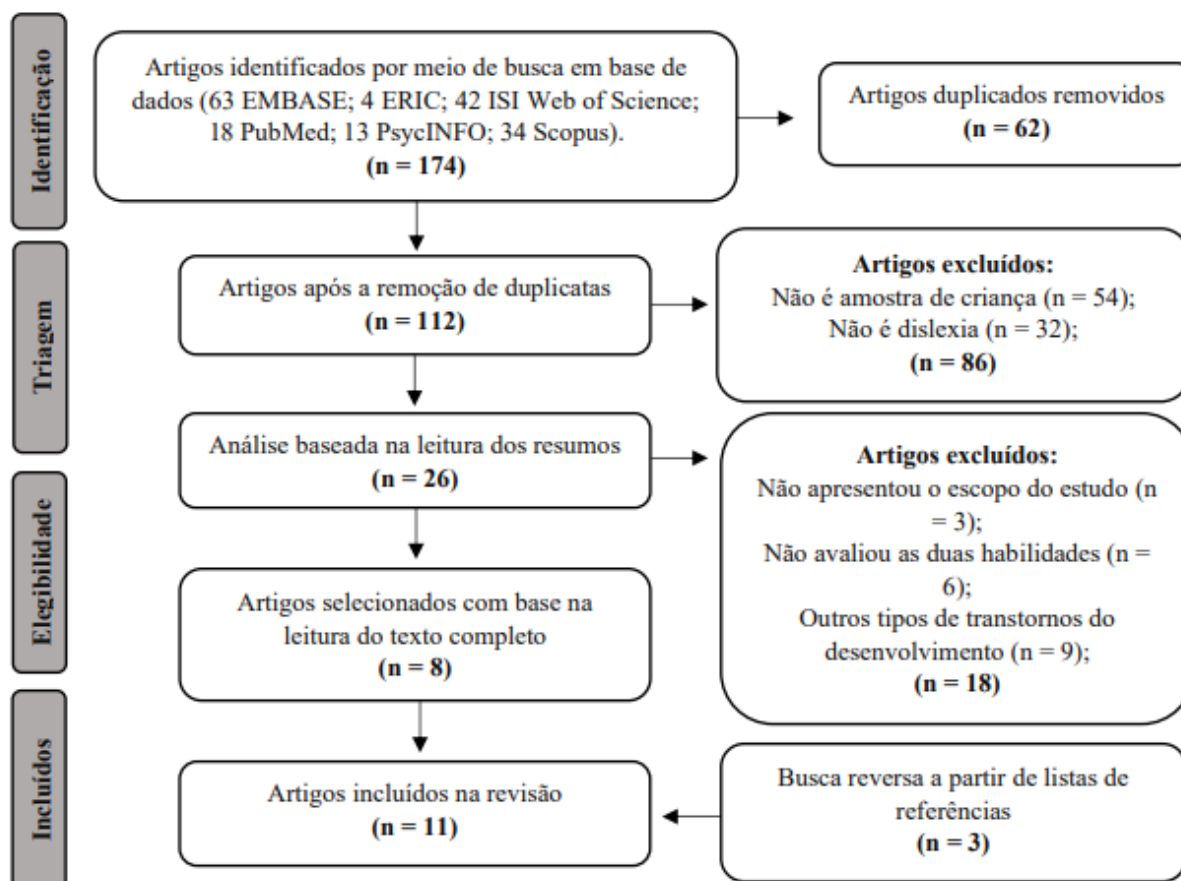 Identificação
Artigos identificados por meio de busca em base de
dados (63 EMBASE; 4 ERIC; 42 ISI Web of Science;
18 PubMed; 13 PsycINFO; 34 Scopus).
(n = 174)
Artigos duplicados removidos
(n = 62)
Triagem
Artigos após a remoção de duplicatas
(n = 112)
Artigos excluídos:
Não é amostra de criança (n = 54);
Não é dislexia (n = 32);
(n = 86)
Análise baseada na leitura dos resumos
(n = 26)
Artigos excluídos:
Não apresentou o escopo do estudo (n
= 3);
Não avaliou as duas habilidades (n =
6);
Outros tipos de transtornos do
desenvolvimento (n = 9);
(n = 18)
Elegibilidade
Artigos selecionados com base na
leitura do texto completo
(n = 8)
Incluídos
Artigos incluídos na revisão
(n = 11)
Busca reversa a partir de listas de
referências
(n = 3)